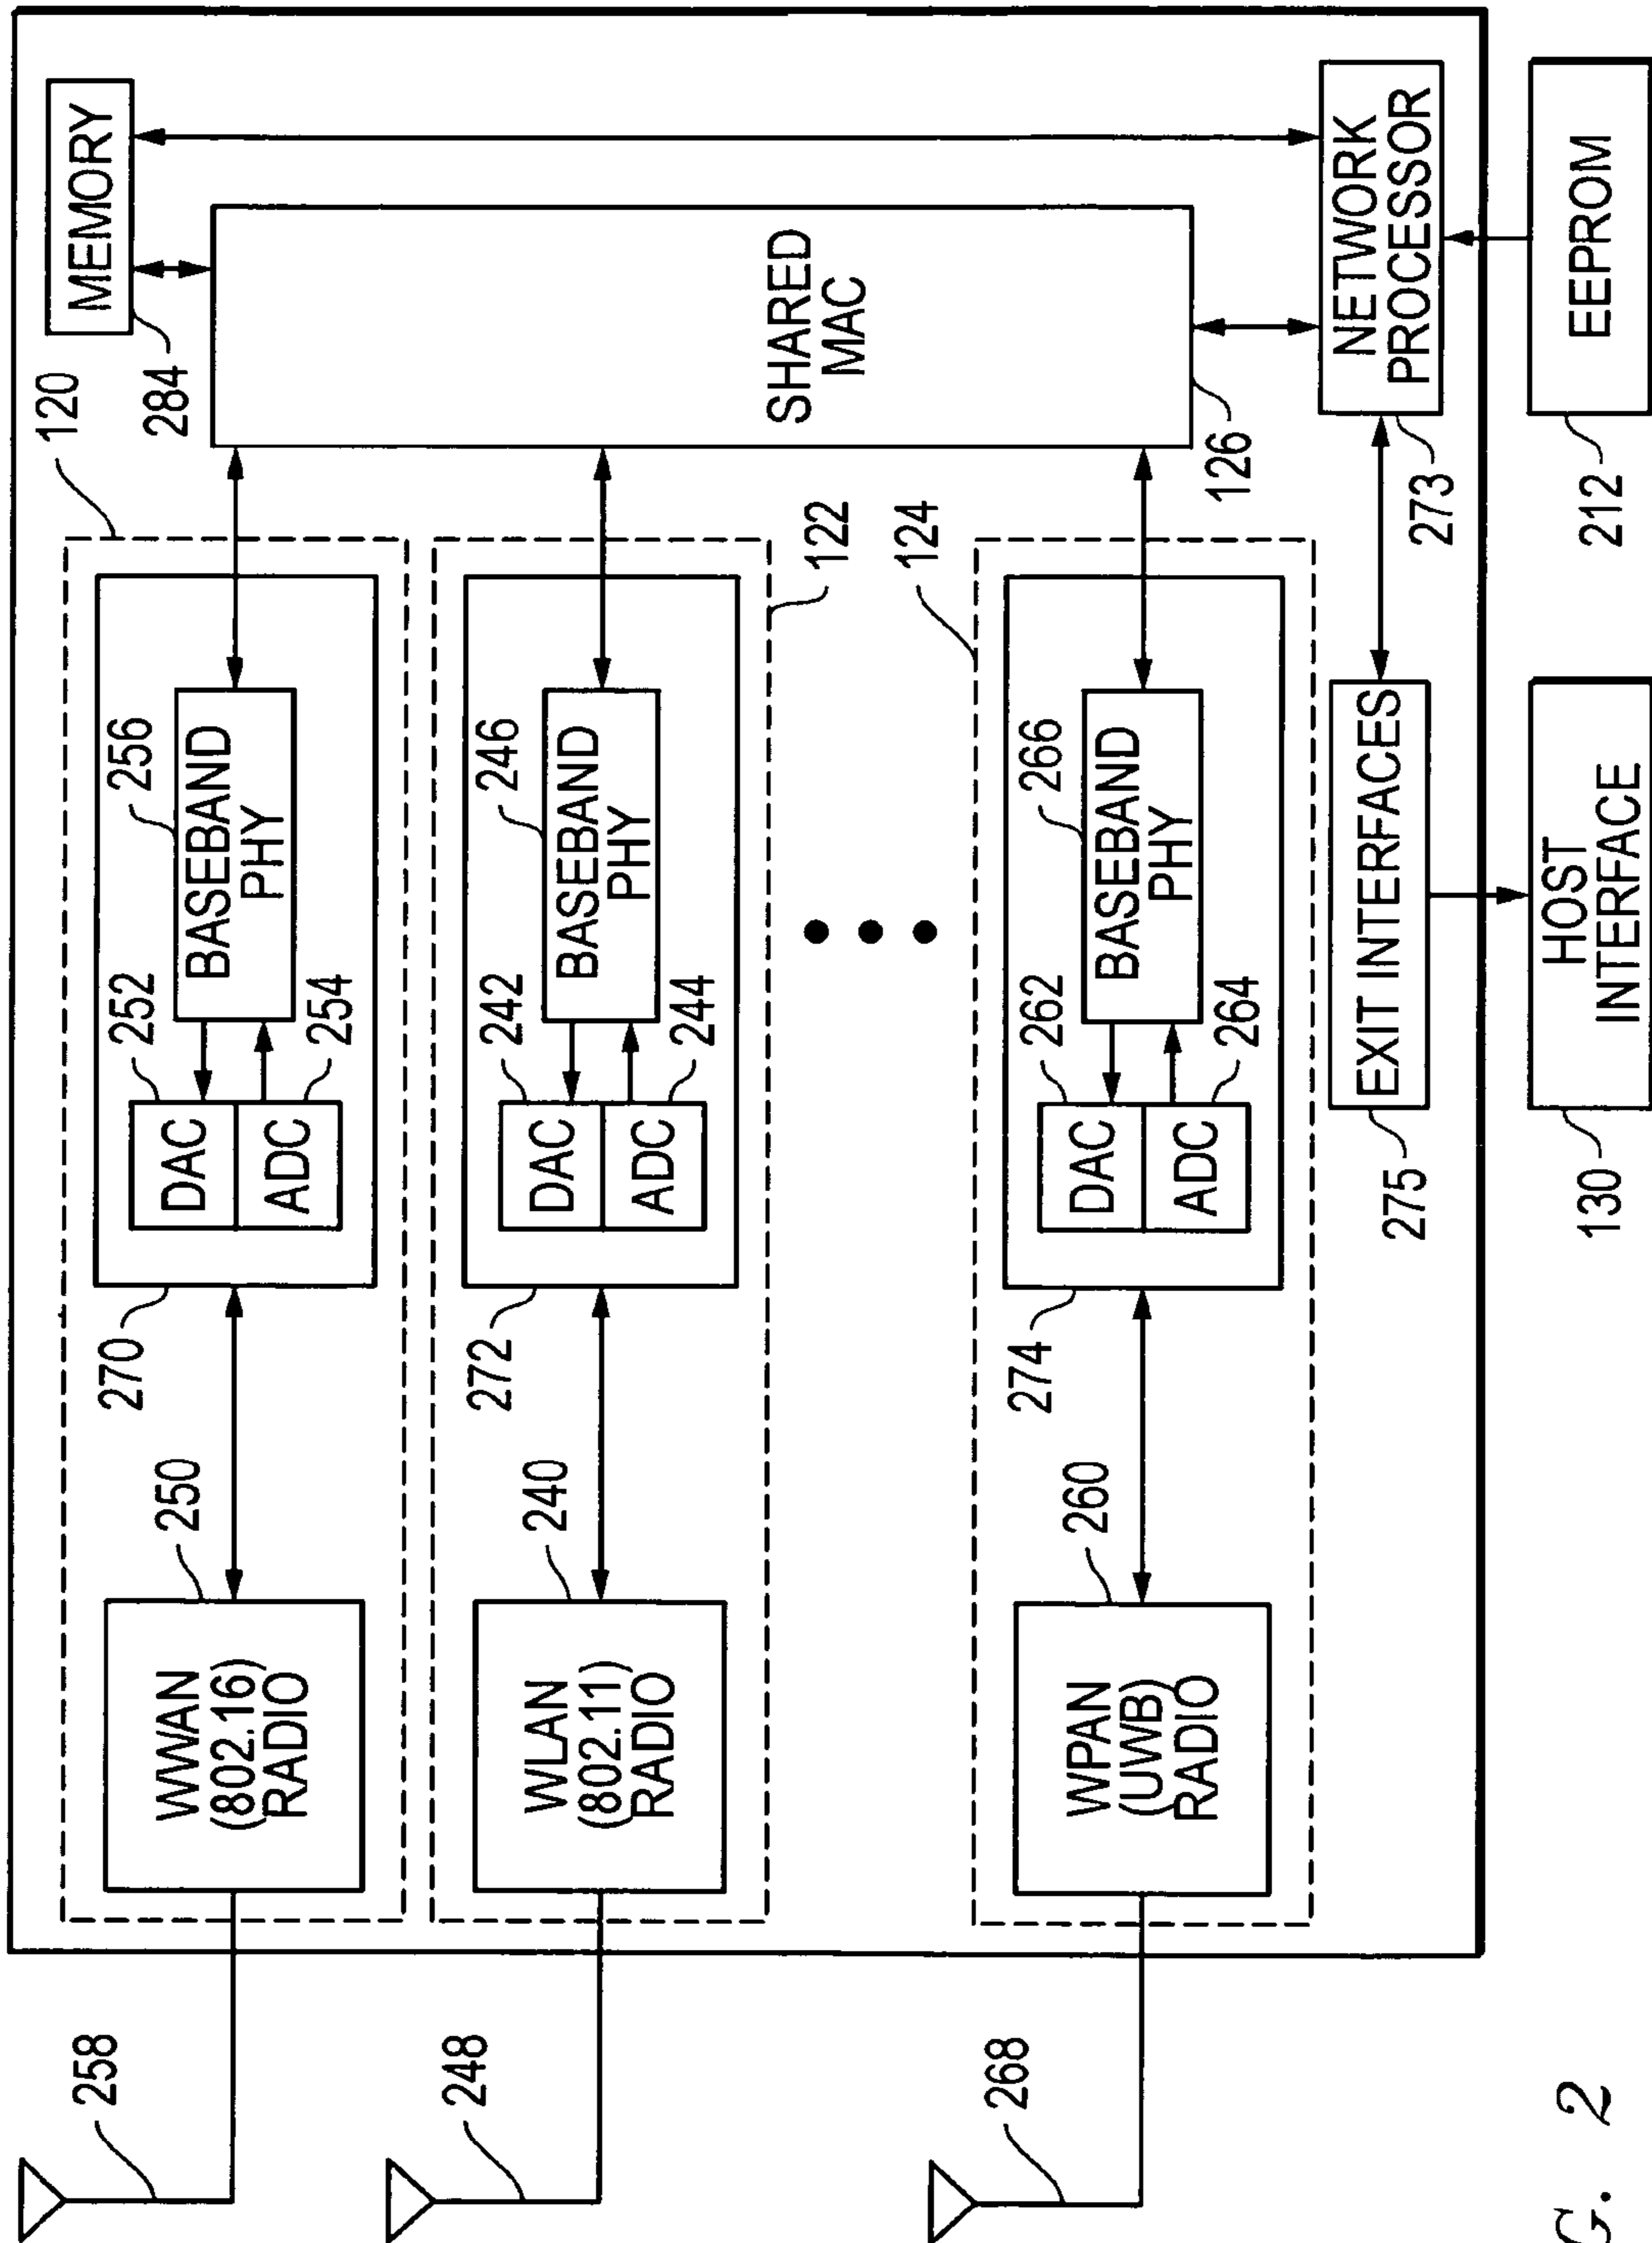 258
WWAN
(802.16)
RADIO
250
270
252
DAC
ADC
254
256
BASEBAND
PHY
120
MEMORY
284
248
WLAN
(802.11)
RADIO
240
272
242
DAC
ADC
244
246
BASEBAND
PHY
122
SHARED
MAC
126
268
WPAN
(UWB)
RADIO
260
274
262
DAC
ADC
264
266
BASEBAND
PHY
124
EXIT INTERFACES
275
NETWORK
PROCESSOR
273
HOST
INTERFACE
130
EEPROM
212
G. 2